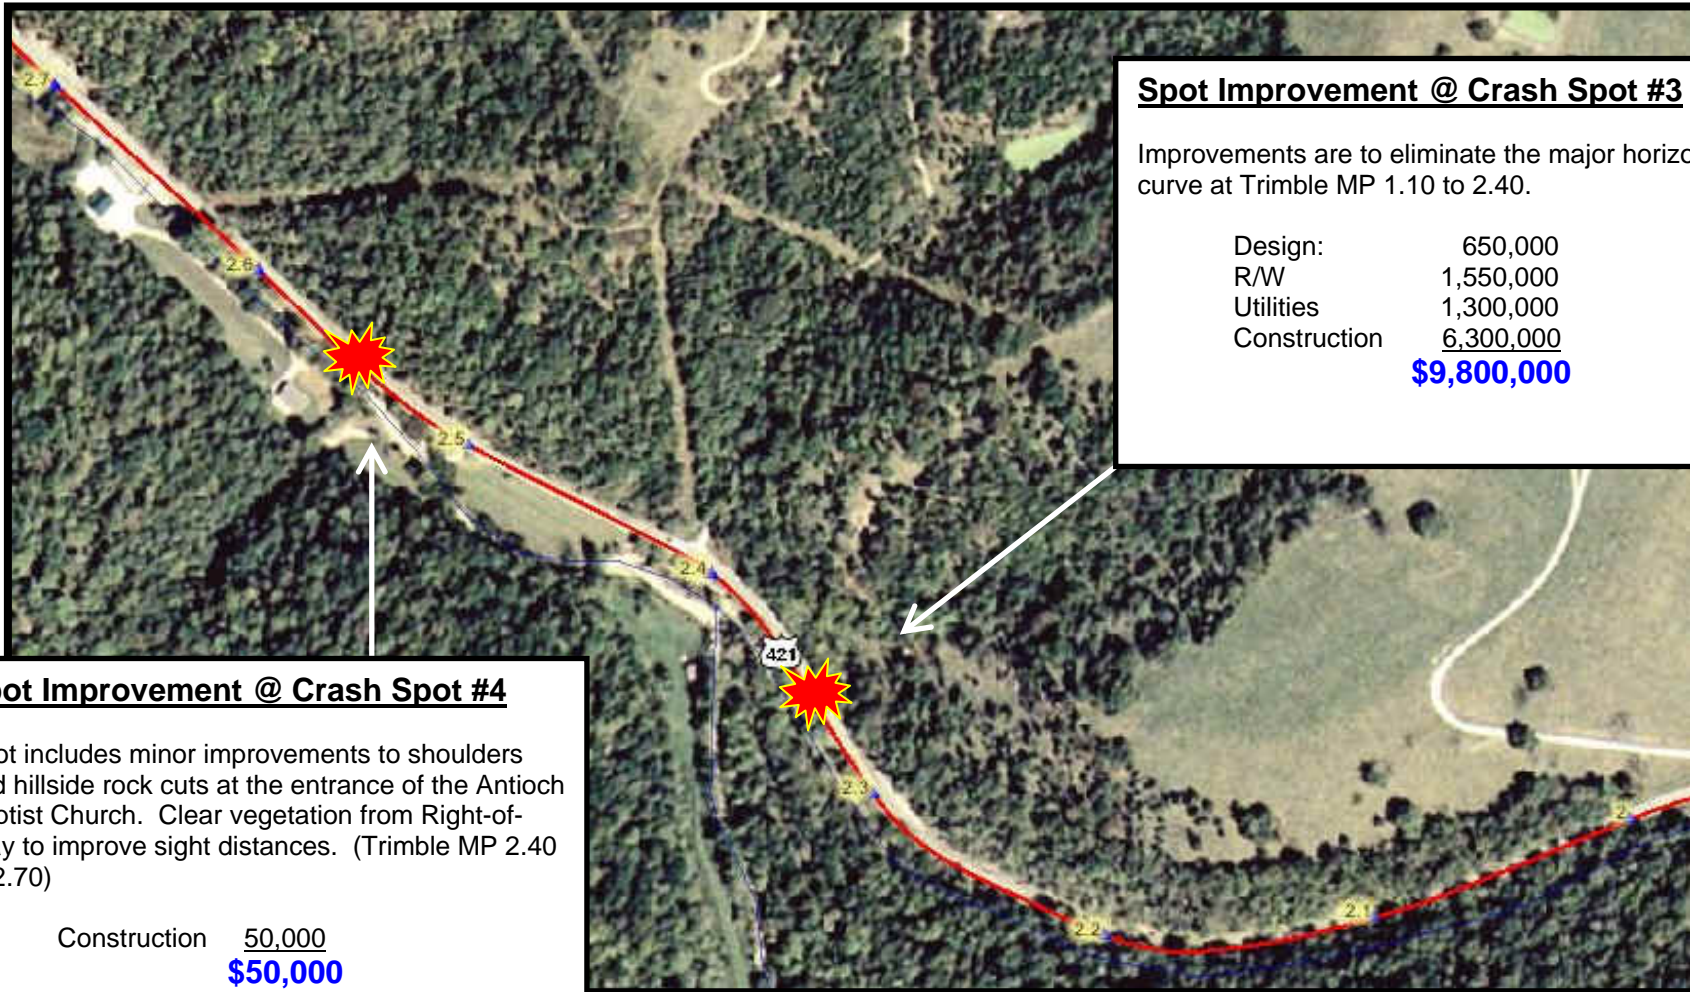 2.7
Spot Improvement @ Crash Spot #3
Improvements are to eliminate the major horizo
curve at Trimble MP 1.10 to 2.40.
Design: 650,000
R/W 1,550,000
Utilities 1,300,000
Construction 6,300,000
$9,800,000
2.6
2.5
2.4
421
2.3
2.2
2.1
2
ot Improvement @ Crash Spot #4
ot includes minor improvements to shoulders
d hillside rock cuts at the entrance of the Antioch
otist Church. Clear vegetation from Right-of-
y to improve sight distances. (Trimble MP 2.40
2.70)
Construction 50,000
$50,000